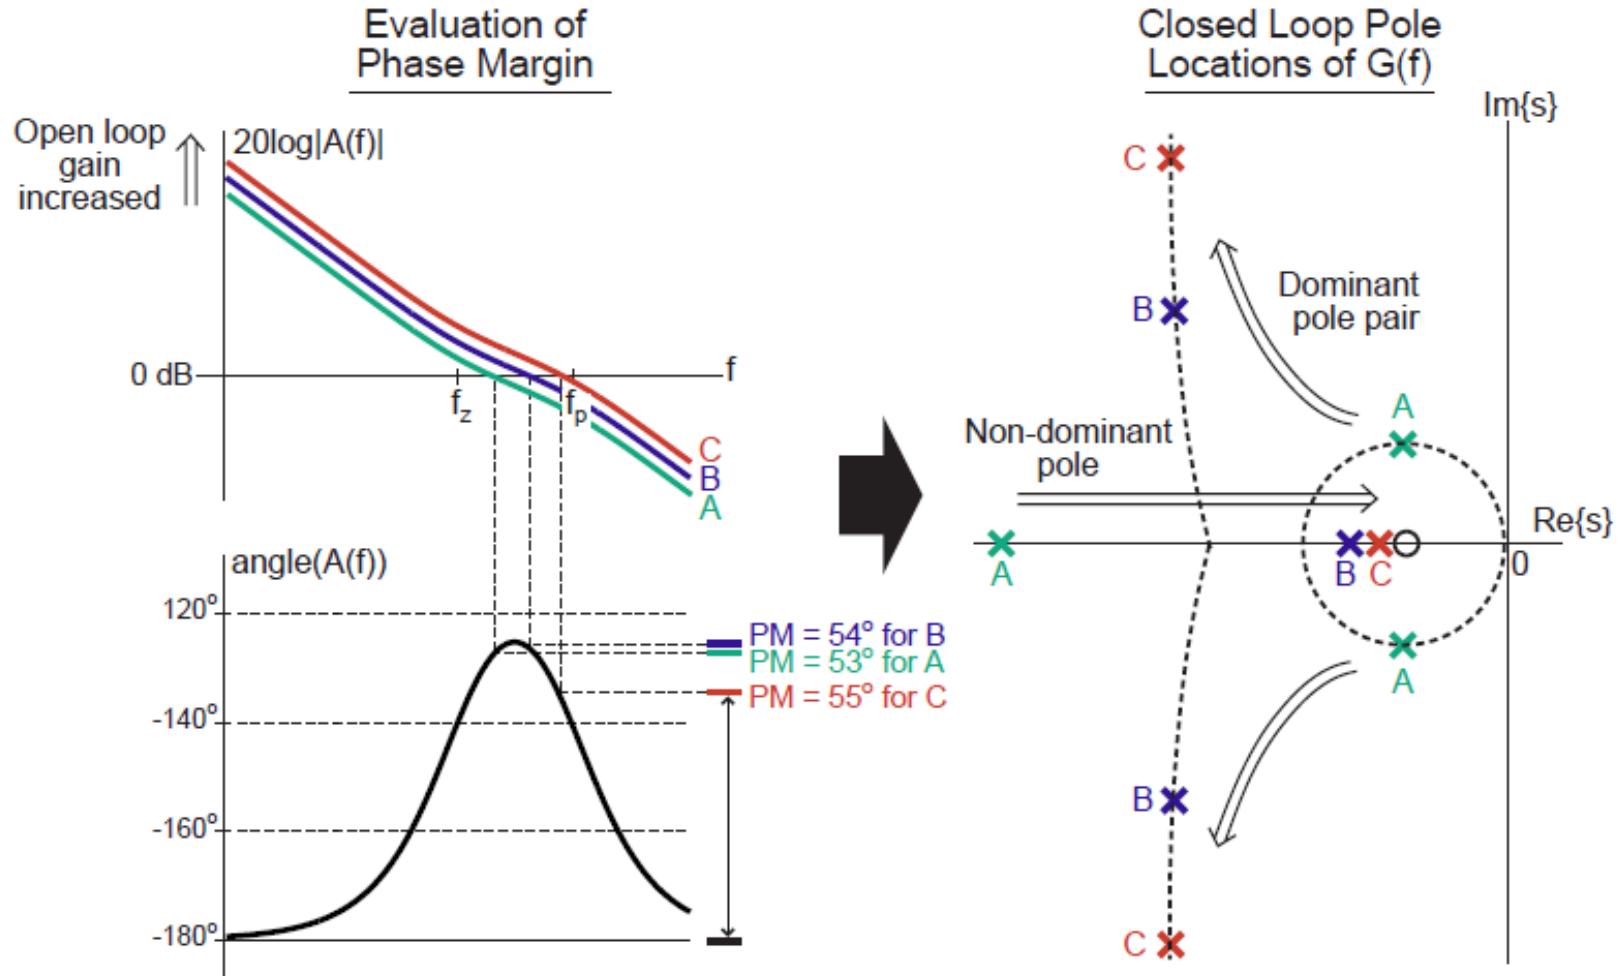 Evaluation of
Phase Margin
Closed Loop Pole
Locations of G(f)
Open loop
gain
increased
20log|A(f)|
0 dB
f
fz
fp
C
B
A
angle(A(f))
120°
-140°
-160°
-180°
PM = 54° for B
PM = 53° for A
PM = 55° for C
Im{s}
C
B
Dominant
pole pair
A
Non-dominant
pole
Re{s}
A
B
C
0
A
B
C